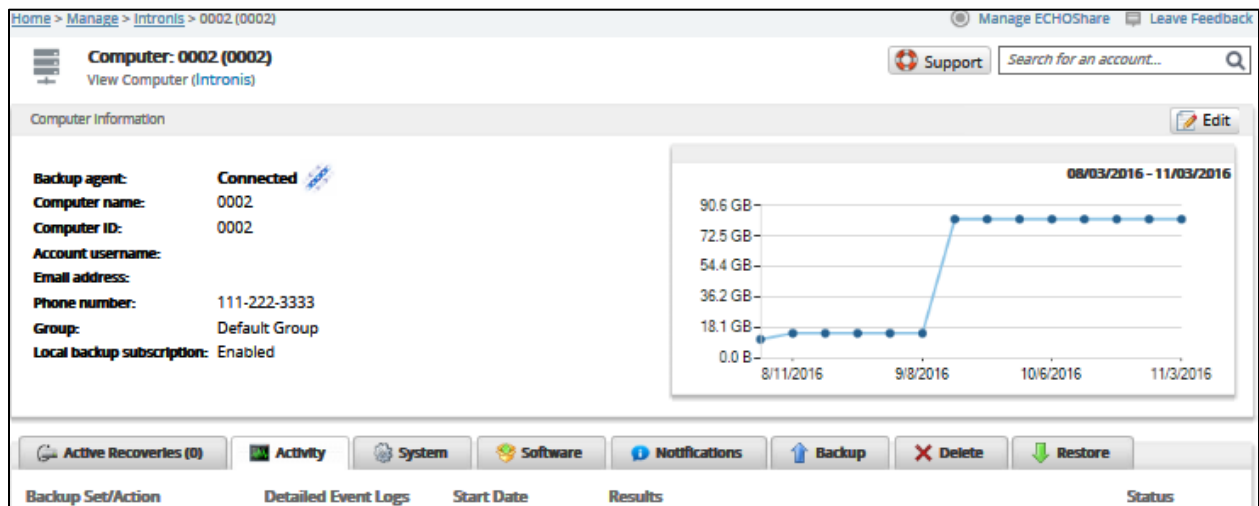 Home > Manage > Intronis > 0002 (0002) Manage ECHOShare Leave Feedback
Computer: 0002 (0002)
View Computer (Intronis)
Support Search for an account...
Computer Information Edit
08/03/2016 - 11/03/2016
Backup agent: Connected
Computer name: 0002
Computer ID: 0002
Account username:
Email address:
Phone number: 111-222-3333
Group: Default Group
Local backup subscription: Enabled
90.6 GB
72.5 GB
54.4 GB
36.2 GB
18.1 GB
0.0 B
8/11/2016 9/8/2016 10/6/2016 11/3/2016
Active Recoveries (0) Activity System Software Notifications Backup Delete Restore
Backup Set/Action Detailed Event Logs Start Date Results Status